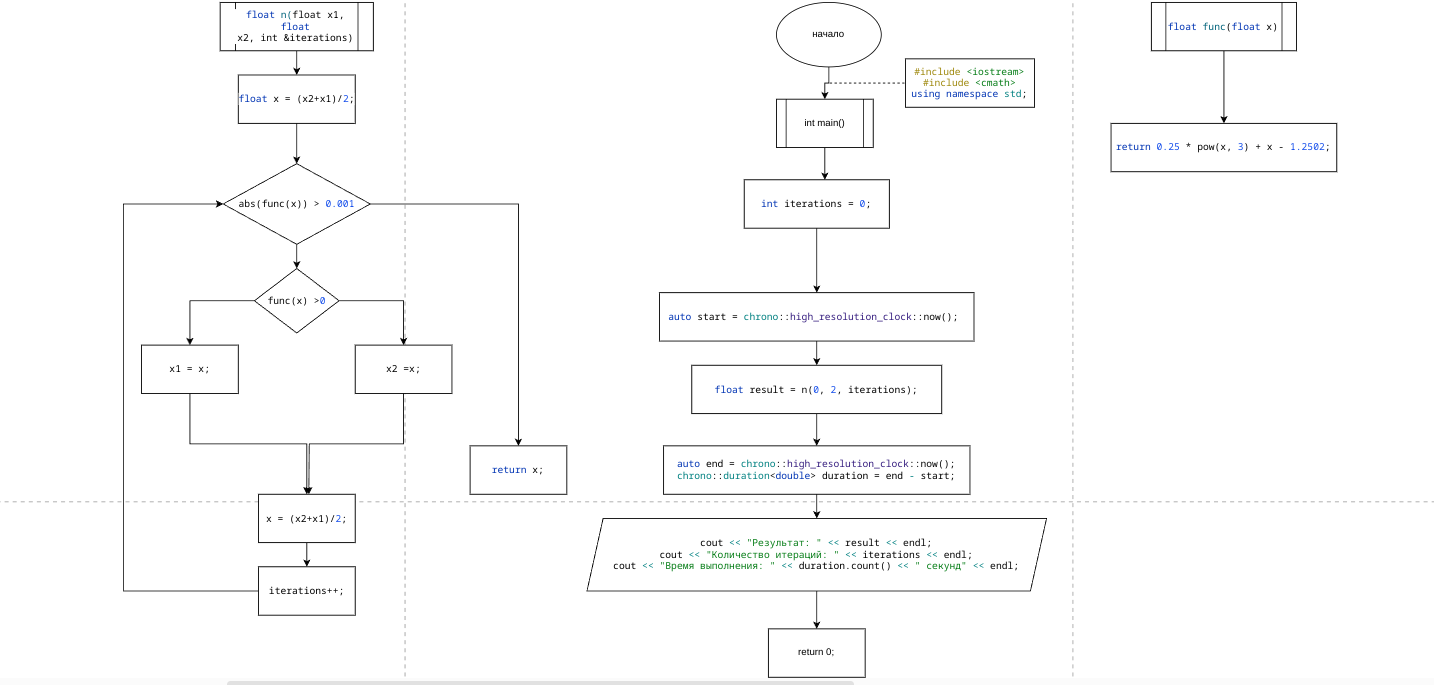 float n(float x1,
float
x2, int &iterations)
float x = (x2+x1)/2;
abs(func(x)) > 0.001
func(x) >0
x1 = x;
x2 =x;
return x;
x = (x2+x1)/2;
iterations++;
начало
#include <iostream>
#include <cmath>
using namespace std;
int main()
int iterations = 0;
auto start = chrono::high_resolution_clock::now();
float result = n(0, 2, iterations);
auto end = chrono::high_resolution_clock::now();
chrono::duration<double> duration = end - start;
cout << "Результат: " << result << endl;
cout << "Количество итераций: " << iterations << endl;
cout << "Время выполнения: " << duration.count() << " секунд" << endl;
return 0;
float func(float x)
return 0.25 * pow(x, 3) + x - 1.2502;